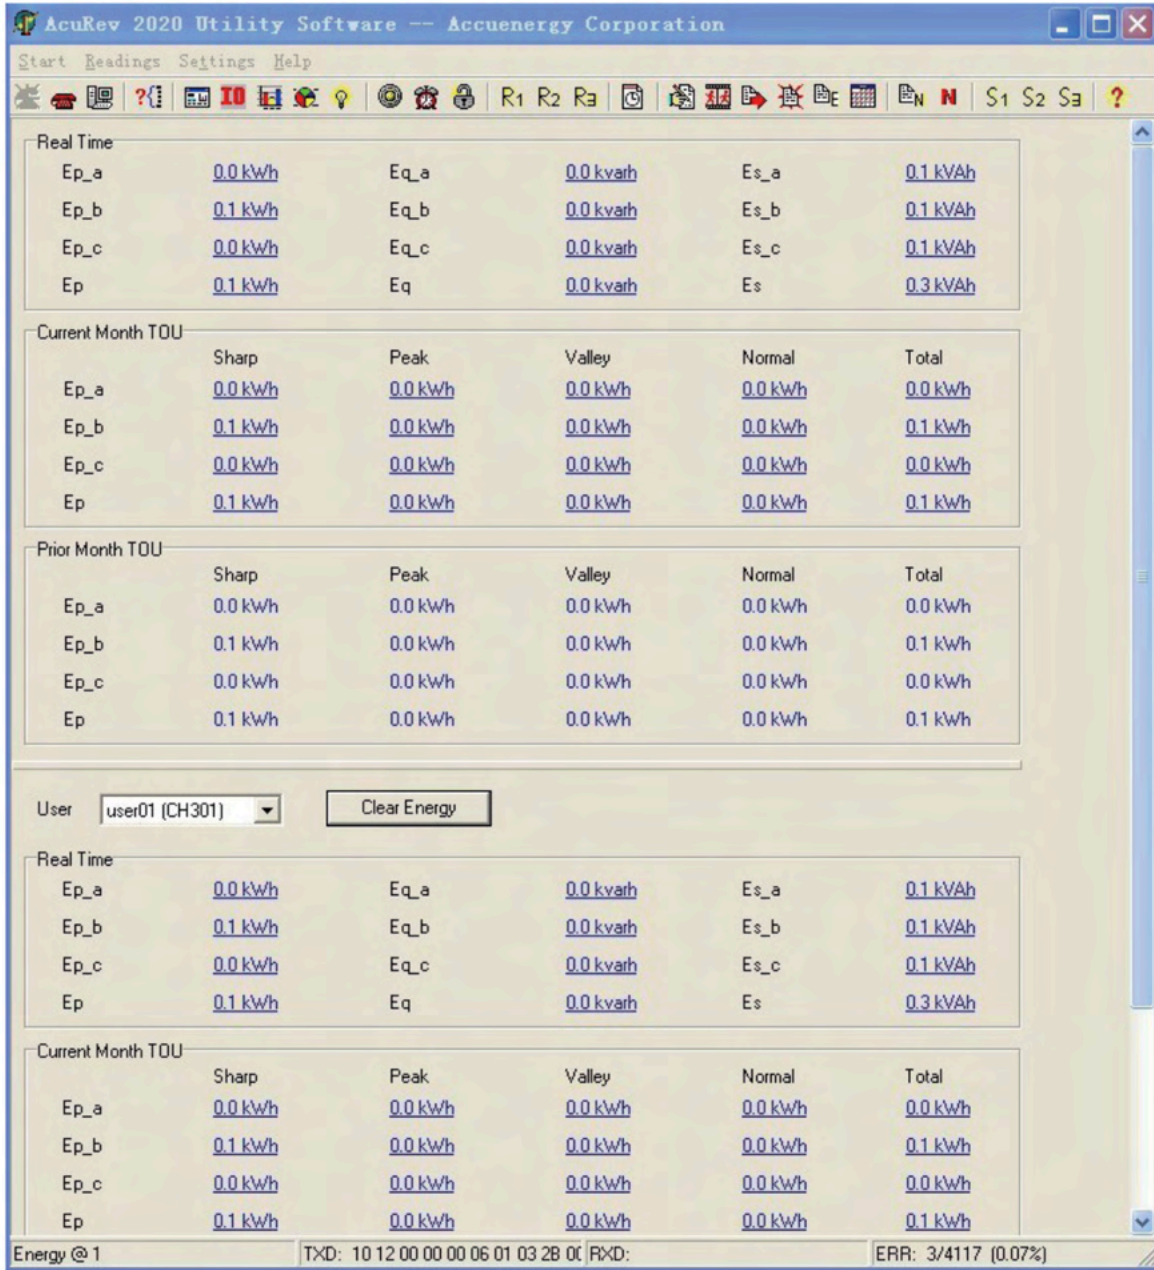 AcuRev 2020 Utility Software -- Accuenergy Corporation
Start Readings Settings Help
?{ IO R1 R2 R3 E N N S1 S2 S3 ?
Real Time
Ep_a 0.0 kWh Eq_a 0.0 kvarh Es_a 0.1 kVAh
Ep_b 0.1 kWh Eq_b 0.0 kvarh Es_b 0.1 kVAh
Ep_c 0.0 kWh Eq_c 0.0 kvarh Es_c 0.1 kVAh
Ep 0.1 kWh Eq 0.0 kvarh Es 0.3 kVAh
Current Month TOU
Sharp Peak Valley Normal Total
Ep_a 0.0 kWh 0.0 kWh 0.0 kWh 0.0 kWh 0.0 kWh
Ep_b 0.1 kWh 0.0 kWh 0.0 kWh 0.0 kWh 0.1 kWh
Ep_c 0.0 kWh 0.0 kWh 0.0 kWh 0.0 kWh 0.0 kWh
Ep 0.1 kWh 0.0 kWh 0.0 kWh 0.0 kWh 0.1 kWh
Prior Month TOU
Sharp Peak Valley Normal Total
Ep_a 0.0 kWh 0.0 kWh 0.0 kWh 0.0 kWh 0.0 kWh
Ep_b 0.1 kWh 0.0 kWh 0.0 kWh 0.0 kWh 0.1 kWh
Ep_c 0.0 kWh 0.0 kWh 0.0 kWh 0.0 kWh 0.0 kWh
Ep 0.1 kWh 0.0 kWh 0.0 kWh 0.0 kWh 0.1 kWh
User user01 (CH301) Clear Energy
Real Time
Ep_a 0.0 kWh Eq_a 0.0 kvarh Es_a 0.1 kVAh
Ep_b 0.1 kWh Eq_b 0.0 kvarh Es_b 0.1 kVAh
Ep_c 0.0 kWh Eq_c 0.0 kvarh Es_c 0.1 kVAh
Ep 0.1 kWh Eq 0.0 kvarh Es 0.3 kVAh
Current Month TOU
Sharp Peak Valley Normal Total
Ep_a 0.0 kWh 0.0 kWh 0.0 kWh 0.0 kWh 0.0 kWh
Ep_b 0.1 kWh 0.0 kWh 0.0 kWh 0.0 kWh 0.1 kWh
Ep_c 0.0 kWh 0.0 kWh 0.0 kWh 0.0 kWh 0.0 kWh
Ep 0.1 kWh 0.0 kWh 0.0 kWh 0.0 kWh 0.1 kWh
Energy @ 1 TXD: 10 12 00 00 00 06 01 03 2B RXD: ERR: 3/4117 (0.07%)